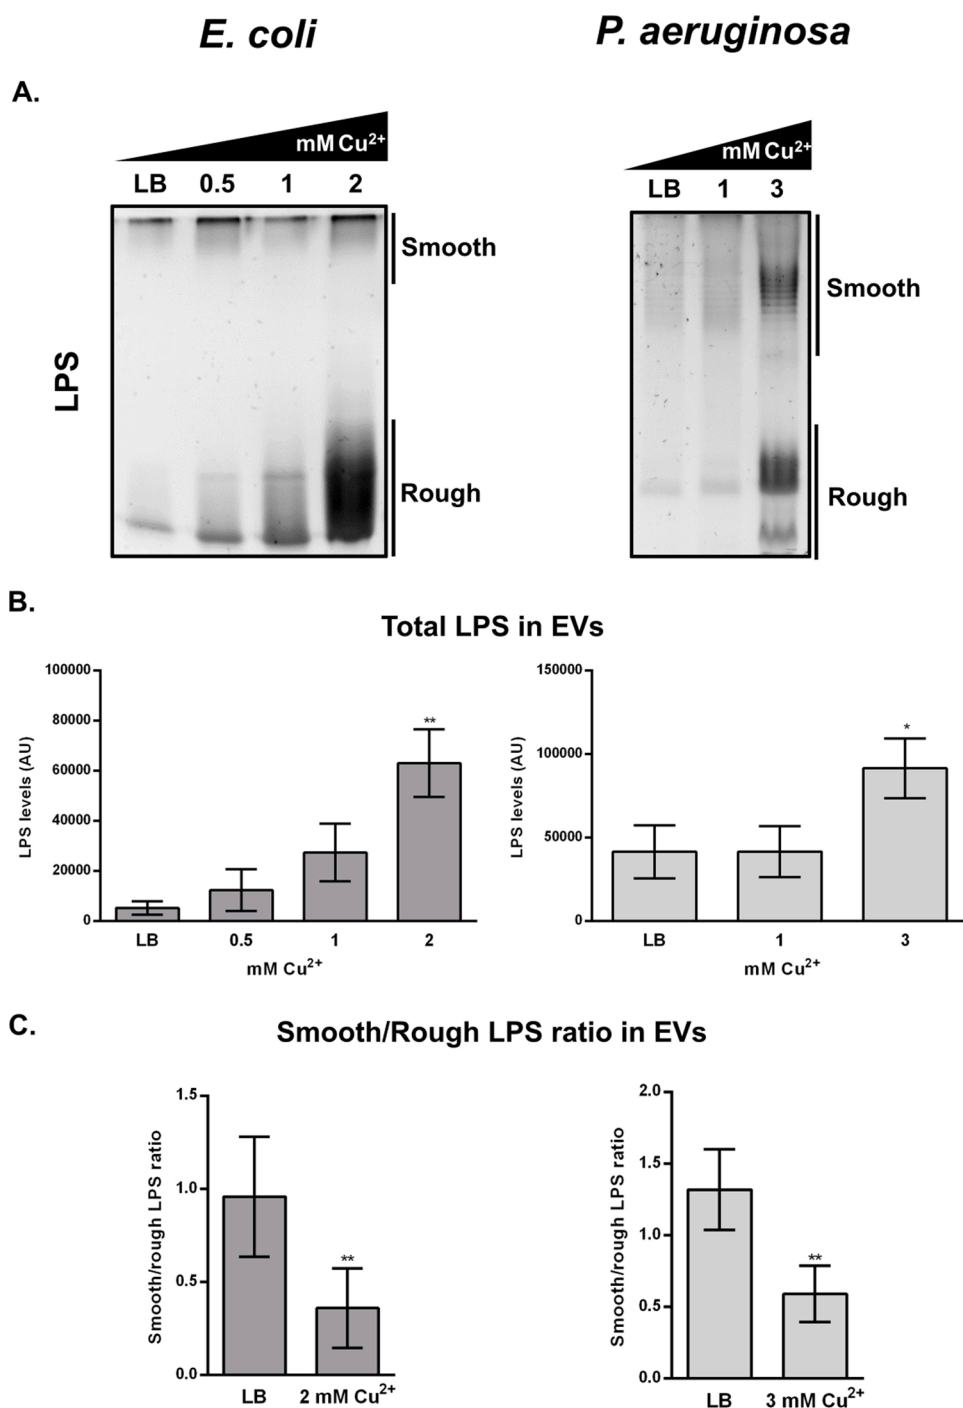 E. coli
P. aeruginosa
A.
mM Cu²⁺
LB 0.5 1 2
Smooth
Rough
LPS
mM Cu²⁺
LB 1 3
Smooth
Rough
B.
Total LPS in EVs
LPS levels (AU)
100000
80000
60000
40000
20000
0
**
LB 0.5 1 2
mM Cu²⁺
LPS levels (AU)
150000
100000
50000
0
*
LB 1 3
mM Cu²⁺
C.
Smooth/Rough LPS ratio in EVs
Smooth/rough LPS ratio
1.5
1.0
0.5
0.0
**
LB 2 mM Cu²⁺
Smooth/rough LPS ratio
2.0
1.5
1.0
0.5
0.0
**
LB 3 mM Cu²⁺